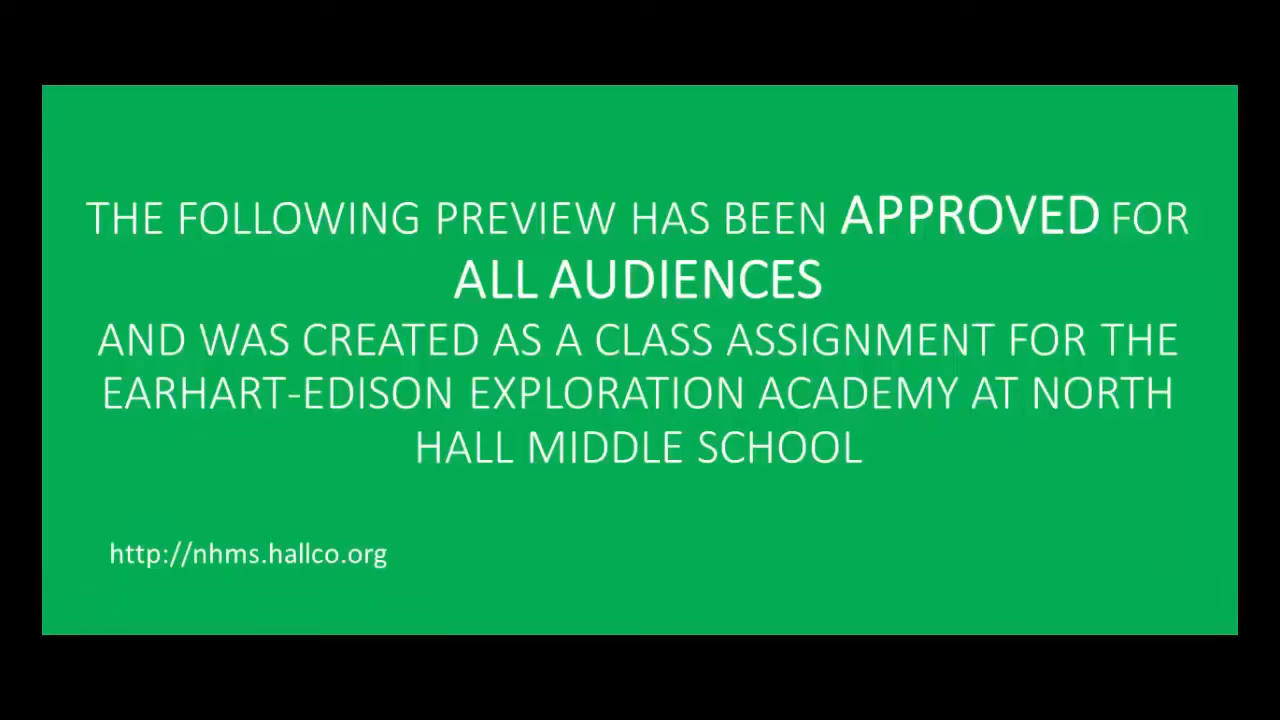 THE FOLLOWING PREVIEW HAS BEEN APPROVED FOR
ALL AUDIENCES
AND WAS CREATED AS A CLASS ASSIGNMENT FOR THE
EARHART-EDISON EXPLORATION ACADEMY AT NORTH
HALL MIDDLE SCHOOL
http://nhms.hallco.org